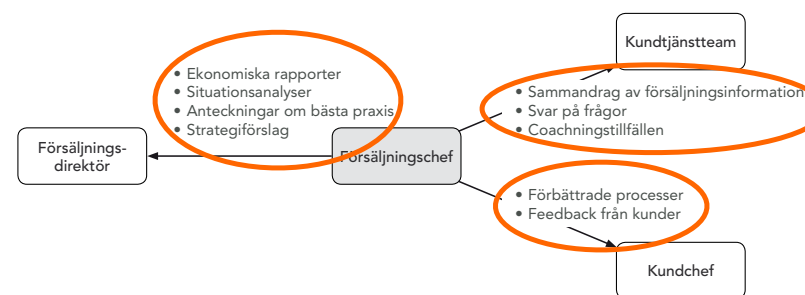 Kundtjänstteam
• Ekonomiska rapporter
• Situationsanalyser
• Anteckningar om bästa praxis
• Strategiförslag
• Sammandrag av försäljningsinformation
• Svar på frågor
• Coachningstillfällen
Försäljnings-
direktör
Försäljningschef
• Förbättrade processer
• Feedback från kunder
Kundchef